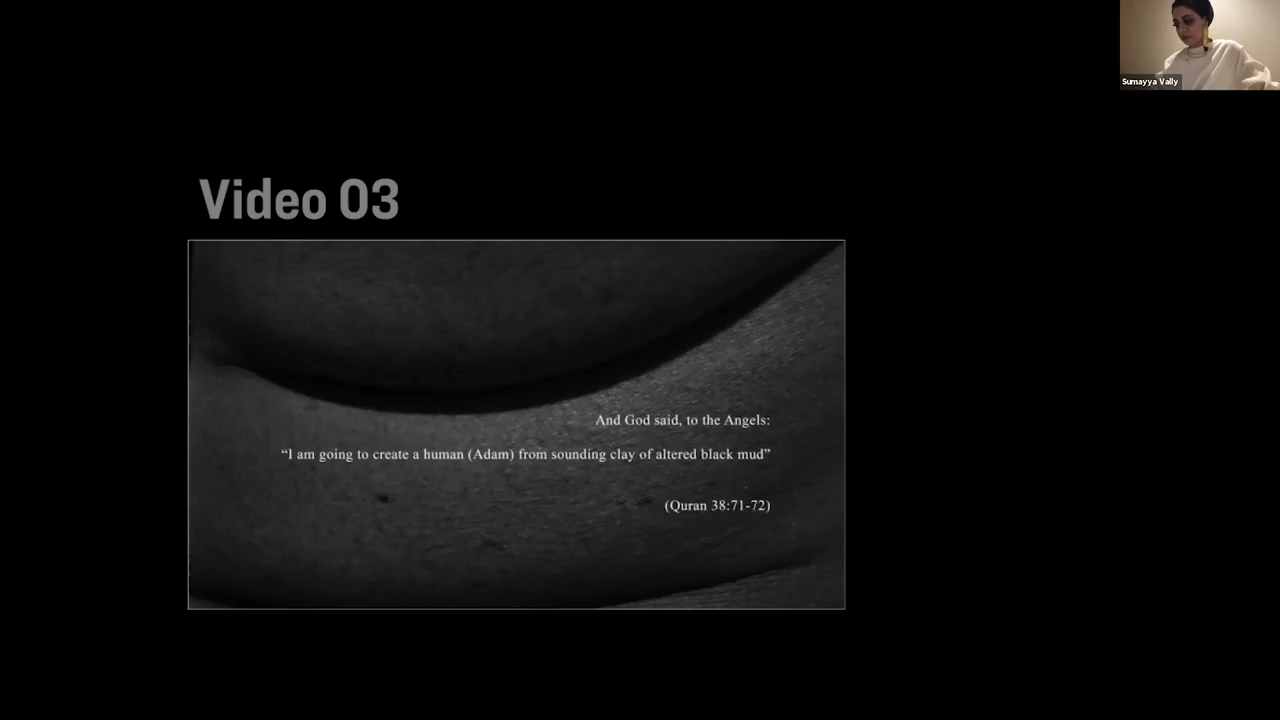 Sumayya Vally
Video 03
And God said, to the Angels:
“I am going to create a human (Adam) from sounding clay of altered black mud”
(Quran 38:71-72)